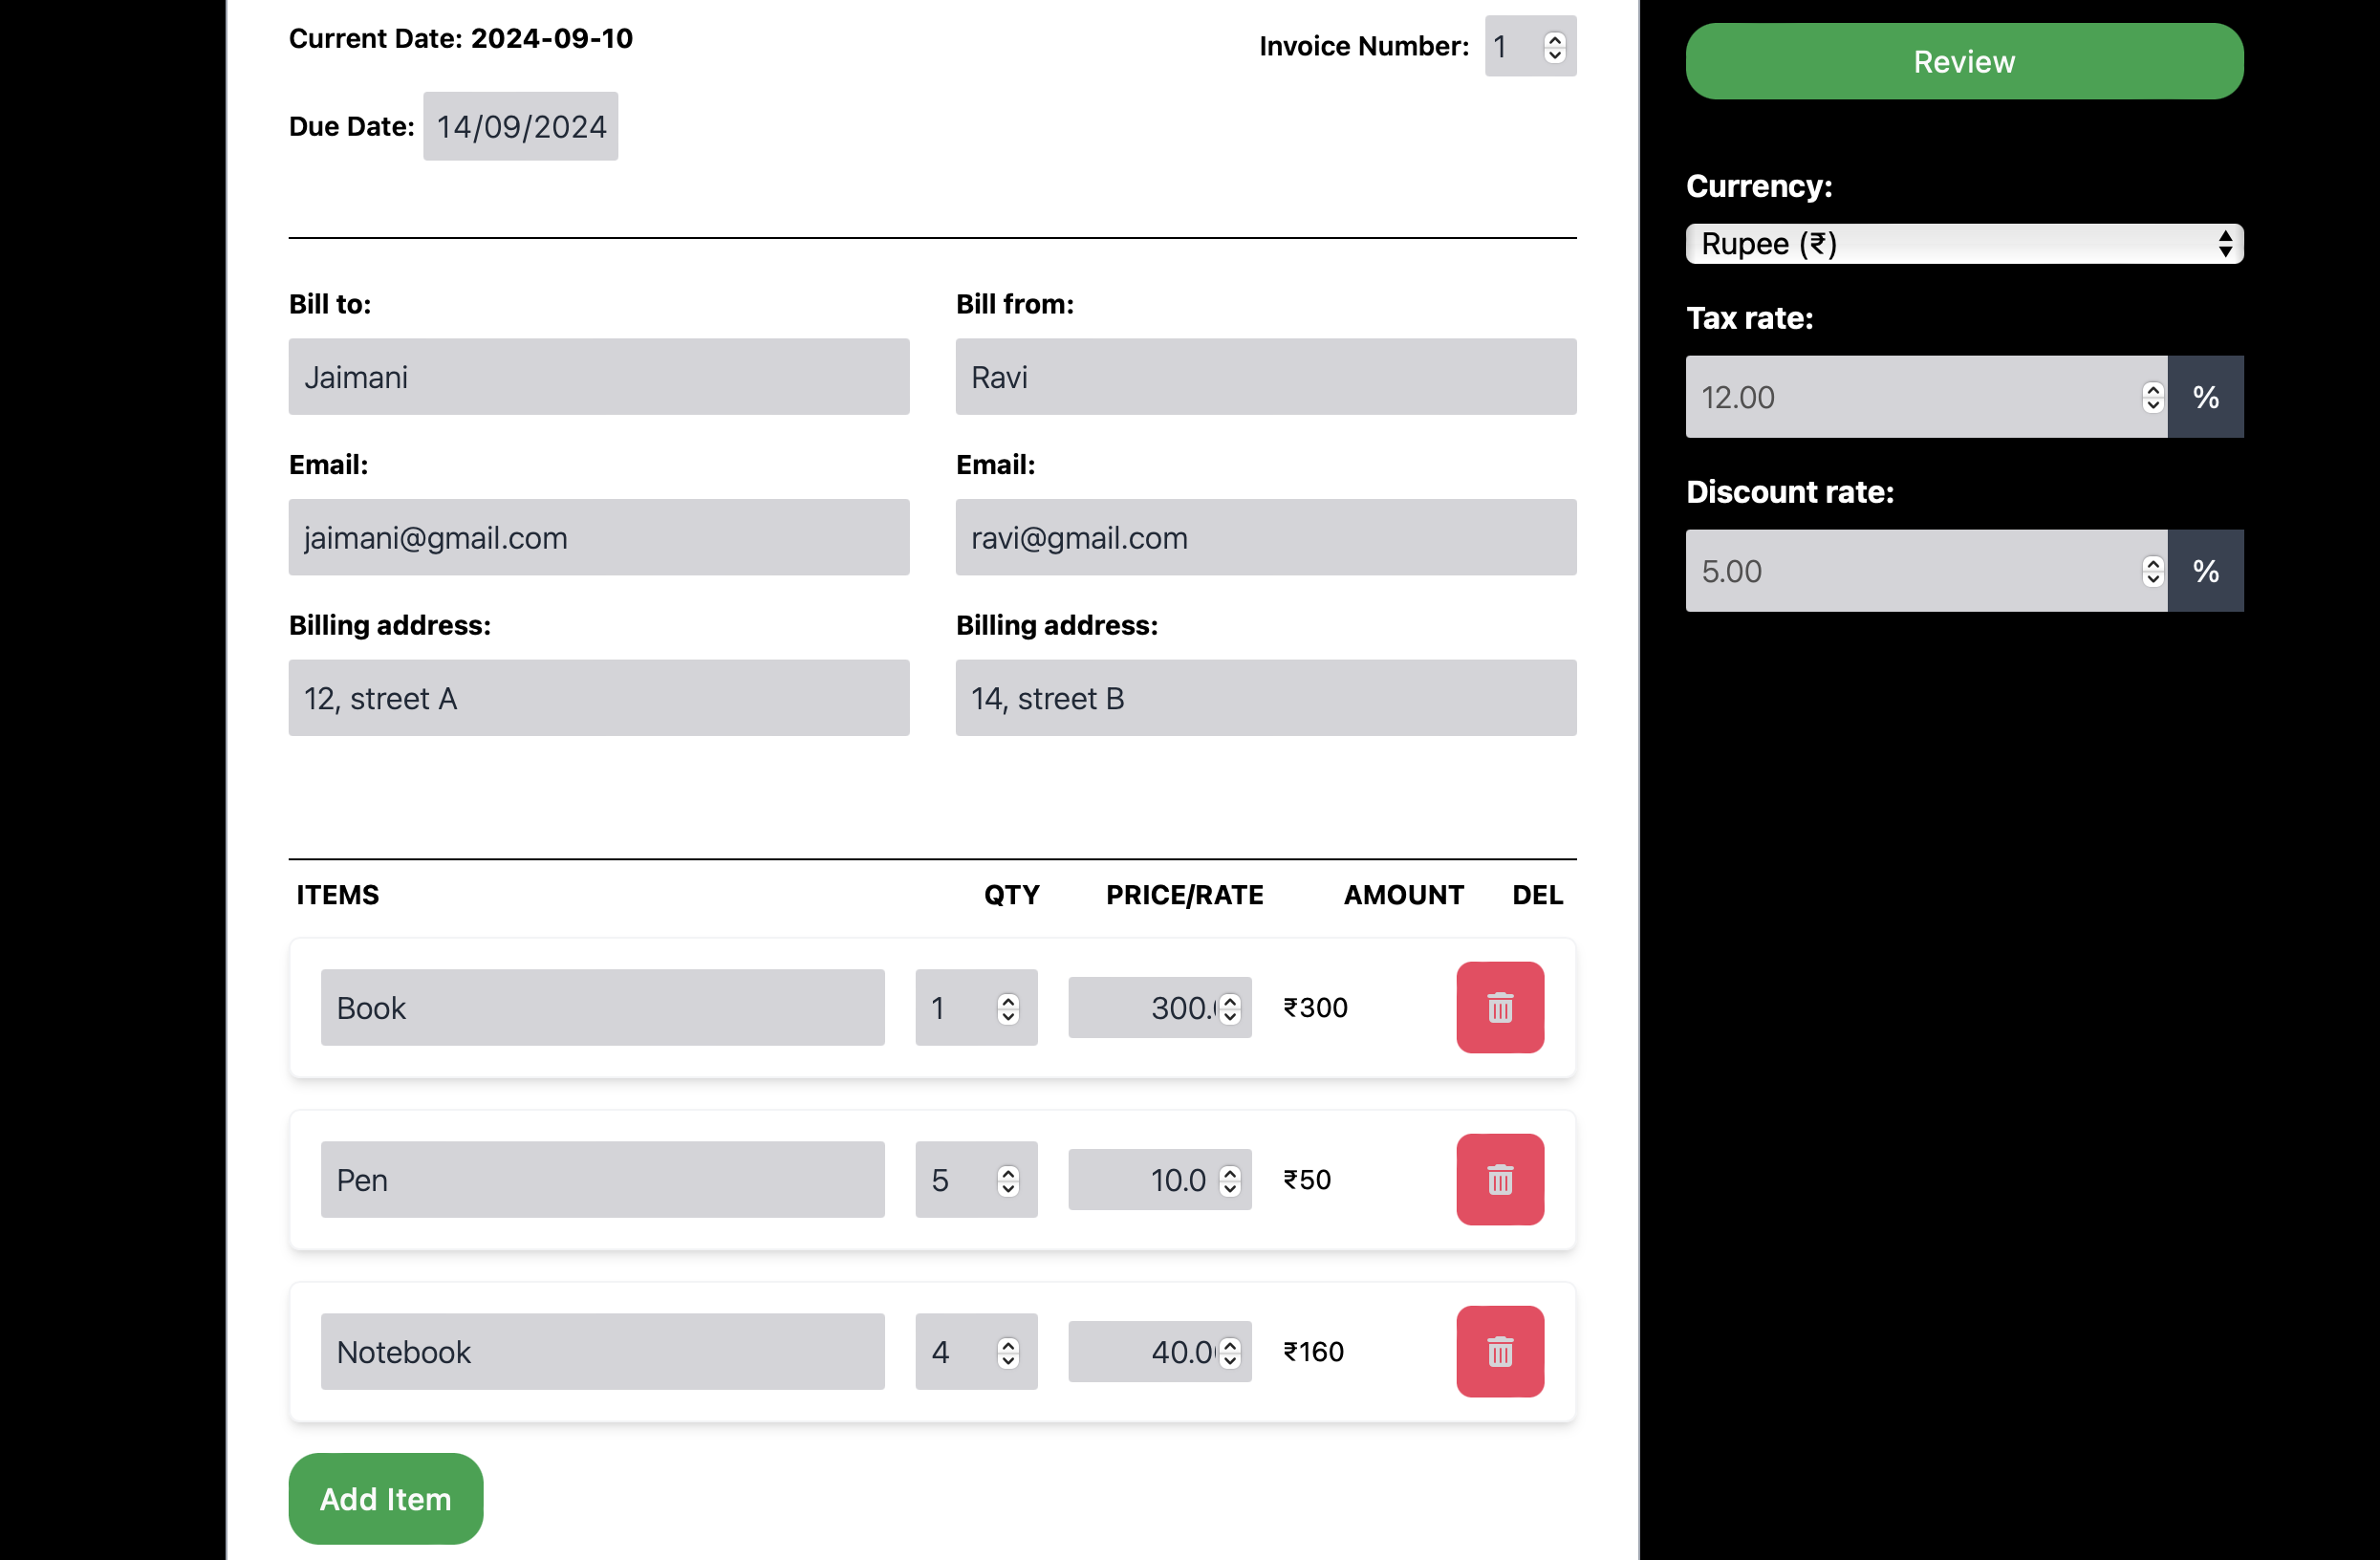 Current Date: 2024-09-10
Invoice Number: 1
Due Date: 14/09/2024
Bill to:
Jaimani
Email:
jaimani@gmail.com
Billing address:
12, street A
Bill from:
Ravi
Email:
ravi@gmail.com
Billing address:
14, street B
ITEMS QTY PRICE/RATE AMOUNT DEL
Book 1 300. ₹300
Pen 5 10.0 ₹50
Notebook 4 40.0 ₹160
Add Item
Review
Currency:
Rupee (₹)
Tax rate:
12.00 %
Discount rate:
5.00 %